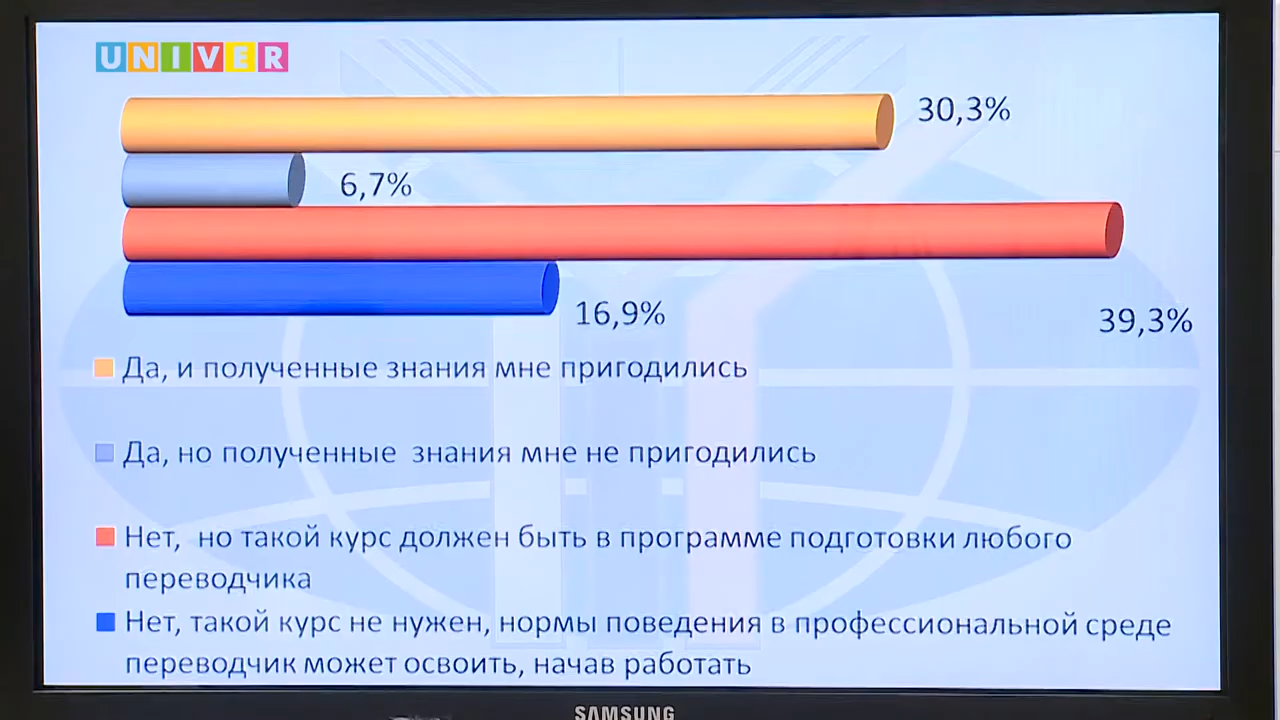 UNIVER
30,3%
6,7%
16,9%
39,3%
Да, и полученные знания мне пригодились
Да, но полученные знания мне не пригодились
Нет, но такой курс должен быть в программе подготовки любого
переводчика
Нет, такой курс не нужен, нормы поведения в профессиональной среде
переводчик может освоить, начав работать
SAMSUNG